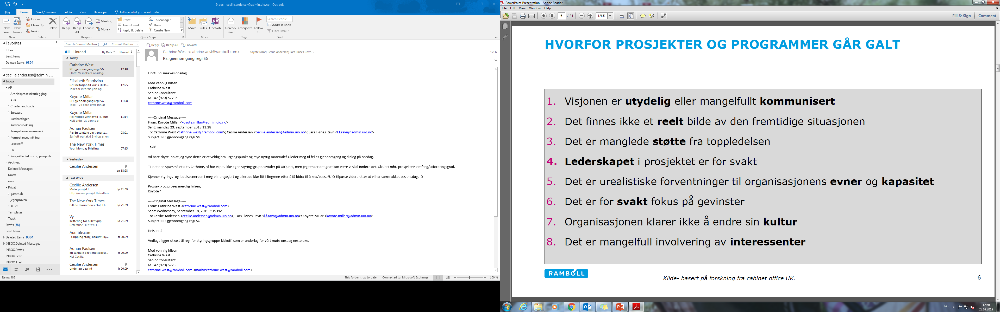 Inbox - cecilie.andersen@admin.uio.no - Outlook
File Home Send / Receive Folder View Developer Tell me what you want to do...
New Email
New Items
Ignore
Clean Up
Junk
Delete
Reply
Reply All
Forward
Meeting
More
Privat
Team Email
Reply & Delete
To Manager
Done
Create New
Move
Rules
OneNote
Unread/ Read
Categorize
Follow Up
Search People
Address Book
Filter Email
New Delete Respond Quick Steps Move Tags Find
Favorites
Inbox
Sent Items
Deleted Items 9304
cecilie.andersen@admin.u...
Inbox
AP
Arbeidsprosesskartlegging
ARK
Charter and code
Euraxess
Karrieredagen
Karriereutvikling
Kompetanserammeverk
Kompetanseutvikling
Lesestoff
PK
Prosjektlederkurs og prosjektr...
Archives
Deleted Messages
Drafts
esak
Privat
gammelt
jegerprøven
KG 28
Templates
Trash
Drafts [58]
Sent Items
Deleted Items 9304
INBOX.Deleted Messages
INBOX.Drafts
INBOX.Sent
INBOX.Trash
Items: 488
Search Current Mailbox (... Current Mailbox
All Unread By Date Newest
Today
Cathrine West
RE: gjennomgang regi SG 12:40
Flott!! Vi snakkes onsdag.
Elisabeth Smokvina
Re: Invitasjon til kurs i UiOs... 12:25
Takk for informasjon og
Koyote Millar
RE: gjennomgang regi SG 11:28
Takk! Vil bare skyte inn at
Koyote Millar
RE: Nyttige verktøy til PL-kurs 11:14
Helt enig i at denne er
Adrian Paulsen
Re: En samtale om tjeneste... 08:01
Så flott og takk! Bryllup er en
The New York Times
Your Monday Briefing 07:13
Yesterday
Cecilie Andersen
sø 18:28
Last Week
Cecilie Andersen
Maler prosjekt lø 21.09
http://www.prosjekthåndbok
The New York Times
Bill de Blasio Bows Out, Eli... lø 21.09
Vy
Kvittering for billettkjøp lø 21.09
Referanse: 307979533
Audible.com
"Gripping story, beautifully... fr 20.09
Adrian Paulsen
En samtale om tjenestedesi... fr 20.09
Hei Cecilie,
Cecilie Andersen
underlag gevsint fr 20.09
Reply Reply All Forward
Cathrine West <cathrine.west@ramboll.com> Koyote Millar; Cecilie Andersen; Lars Flønes Ravn 12:37
RE: gjennomgang regi SG
Flott!! Vi snakkes onsdag.
Med vennlig hilsen
Cathrine West
Senior Consultant
M +47 (970) 57736
cathrine.west@ramboll.com
-----Original Message-----
From: Koyote Millar <koyote.millar@admin.uio.no>
Sent: mandag 23. september 2019 11:28
To: Cathrine West <cathrine.west@ramboll.com>; Cecilie Andersen <cecilie.andersen@admin.uio.no>; Lars Flønes Ravn <l.f.ravn@admin.uio.no>
Subject: RE: gjennomgang regi SG
Takk!
Vil bare skyte inn at jeg syne dette er et veldig bra utgangspunkt og mye nyttig materiale! Gleder meg til felles gjennomgang og dialog på onsdag.
Til det ene spørsmålet ditt, Cathrine, så har vi p.t. ikke egne styringsgruppeavtaler på UiO, nei, men jeg tenker det godt kan være vi skal innføre det. Skalert mht. prosjektets omfang/utfordringsgrad.
Kjenner styrings- og ledelsesnerden i meg blir engasjert og allerede klør litt i fingrene etter å få bidra til å kna/pusse/UiO-tilpasse videre etter at vi har samsnakket oss onsdag. :D
Prosjekt- og prosessnerdlig hilsen,
Koyote~
-----Original Message-----
From: Cathrine West <cathrine.west@ramboll.com>
Sent: Wednesday, September 18, 2019 3:19 PM
To: Cecilie Andersen <cecilie.andersen@admin.uio.no>; Lars Flønes Ravn <l.f.ravn@admin.uio.no>; Koyote Millar <koyote.millar@admin.uio.no>
Subject: RE: gjennomgang regi SG
Heisann!
Vedlagt ligger utkast til regi for styringsgruppe-kickoff, som er underlag for vårt møte onsdag neste uke.
Med vennlig hilsen
Cathrine West
Senior Consultant
M +47 (970) 57736
cathrine.west@ramboll.com <mailto:cathrine.west@ramboll.com>
This folder is up to date. Connected to: Microsoft Exchange 100 %
PowerPoint Presentation - Adobe Reader
File Edit View Window Help
6 / 34 126% Fill & Sign Comment
HVORFOR PROSJEKTER OG PROGRAMMER GÅR GALT
1. Visjonen er utydelig eller mangelfullt kommunisert
2. Det finnes ikke et reelt bilde av den fremtidige situasjonen
3. Det er manglede støtte fra toppledelsen
4. Lederskapet i prosjektet er for svakt
5. Det er urealistiske forventninger til organisasjonens evner og kapasitet
6. Det er for svakt fokus på gevinster
7. Organisasjonen klarer ikke å endre sin kultur
8. Det er mangelfull involvering av interessenter
RAMBOLL
Kilde- basert på forskning fra cabinet office UK.
6
NO
12:50
23.09.2019